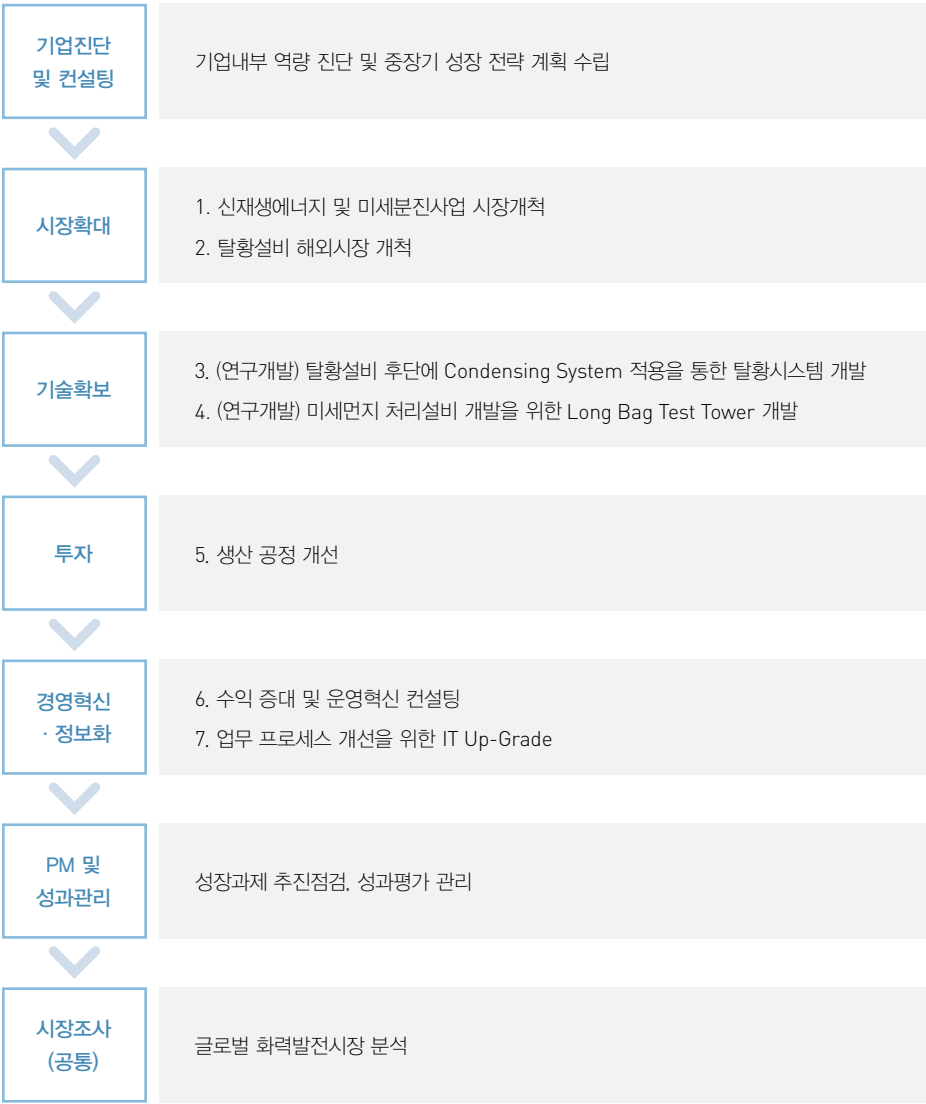 기업진단
및 컨설팅
기업내부 역량 진단 및 중장기 성장 전략 계획 수립
시장확대
1. 신재생에너지 및 미세분진사업 시장개척
2. 탈황설비 해외시장 개척
기술확보
3. (연구개발) 탈황설비 후단에 Condensing System 적용을 통한 탈황시스템 개발
4. (연구개발) 미세먼지 처리설비 개발을 위한 Long Bag Test Tower 개발
투자
5. 생산 공정 개선
경영혁신
· 정보화
6. 수익 증대 및 운영혁신 컨설팅
7. 업무 프로세스 개선을 위한 IT Up-Grade
PM 및
성과관리
성장과제 추진점검, 성과평가 관리
시장조사
(공통)
글로벌 화력발전시장 분석